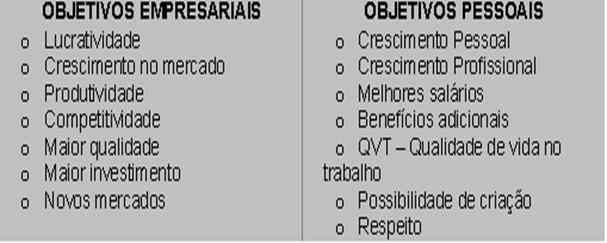 OBJETIVOS EMPRESARIAIS
o Lucratividade
o Crescimento no mercado
o Produtividade
o Competitividade
o Maior qualidade
o Maior investimento
o Novos mercados
OBJETIVOS PESSOAIS
o Crescimento Pessoal
o Crescimento Profissional
o Melhores salários
o Benefícios adicionais
o QVT – Qualidade de vida no
trabalho
o Possibilidade de criação
o Respeito